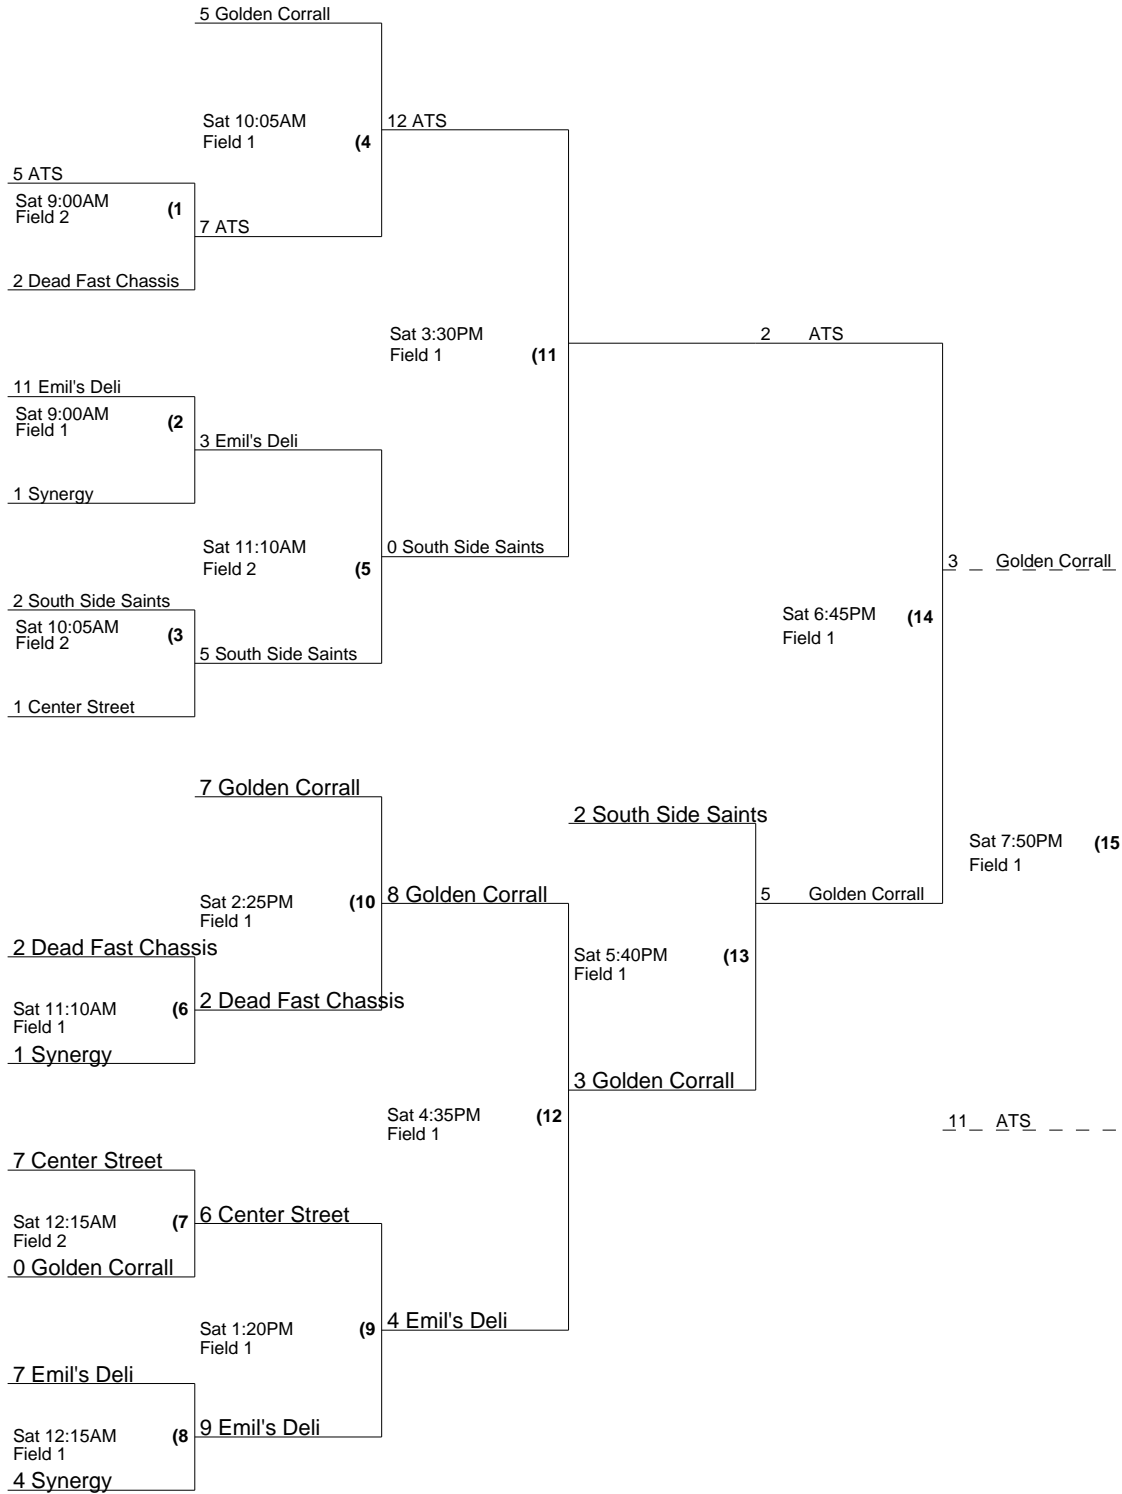 5 Golden Corrall
Sat 10:05AM
Field 1
(4
12 ATS
5 ATS
Sat 9:00AM
Field 2
(1
7 ATS
2 Dead Fast Chassis
Sat 3:30PM
Field 1
(11
2 ATS
11 Emil's Deli
Sat 9:00AM
Field 1
(2
3 Emil's Deli
1 Synergy
Sat 11:10AM
Field 2
(5
0 South Side Saints
3 Golden Corrall
2 South Side Saints
Sat 10:05AM
Field 2
(3
5 South Side Saints
Sat 6:45PM
Field 1
(14
1 Center Street
7 Golden Corrall
2 South Side Saints
Sat 7:50PM
Field 1
(15
Sat 2:25PM
Field 1
(10
8 Golden Corrall
5 Golden Corrall
2 Dead Fast Chassis
Sat 5:40PM
Field 1
(13
Sat 11:10AM
Field 1
(6
2 Dead Fast Chassis
1 Synergy
3 Golden Corrall
Sat 4:35PM
Field 1
(12
11 ATS
7 Center Street
Sat 12:15AM
Field 2
(7
6 Center Street
0 Golden Corrall
Sat 1:20PM
Field 1
(9
4 Emil's Deli
7 Emil's Deli
Sat 12:15AM
Field 1
(8
9 Emil's Deli
4 Synergy